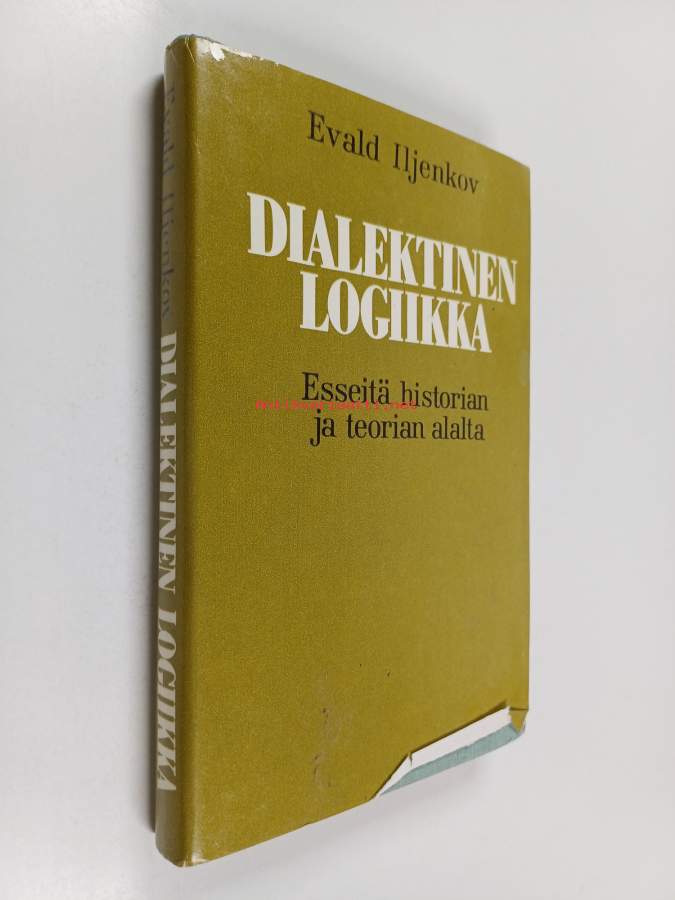 Evald Iljenkov
DIALEKTINEN
LOGIIKKA
Esseitä historian
ja teorian alalta
Evald Iljenkov DIALEKTINEN LOGIIKKA